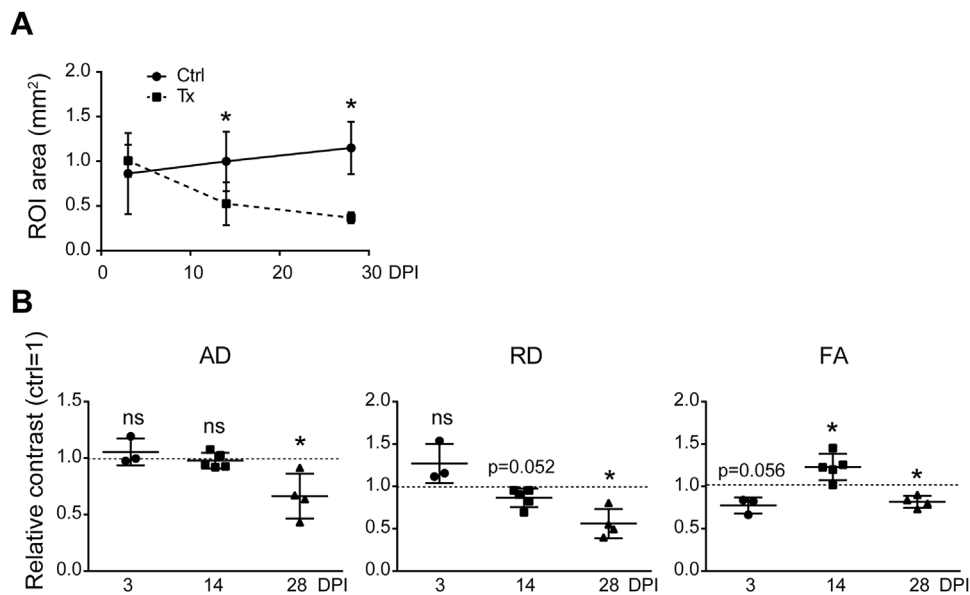 A
ROI area (mm²)
2.0
1.5
1.0
0.5
0.0
Ctrl
Tx
*
*
0
10
20
30
DPI
B
Relative contrast (ctrl=1)
AD
1.5
1.0
0.5
0.0
ns
ns
*
3
14
28
DPI
RD
2.0
1.5
1.0
0.5
0.0
ns
p=0.052
*
3
14
28
DPI
FA
2.0
1.5
1.0
0.5
0.0
p=0.056
*
*
3
14
28
DPI